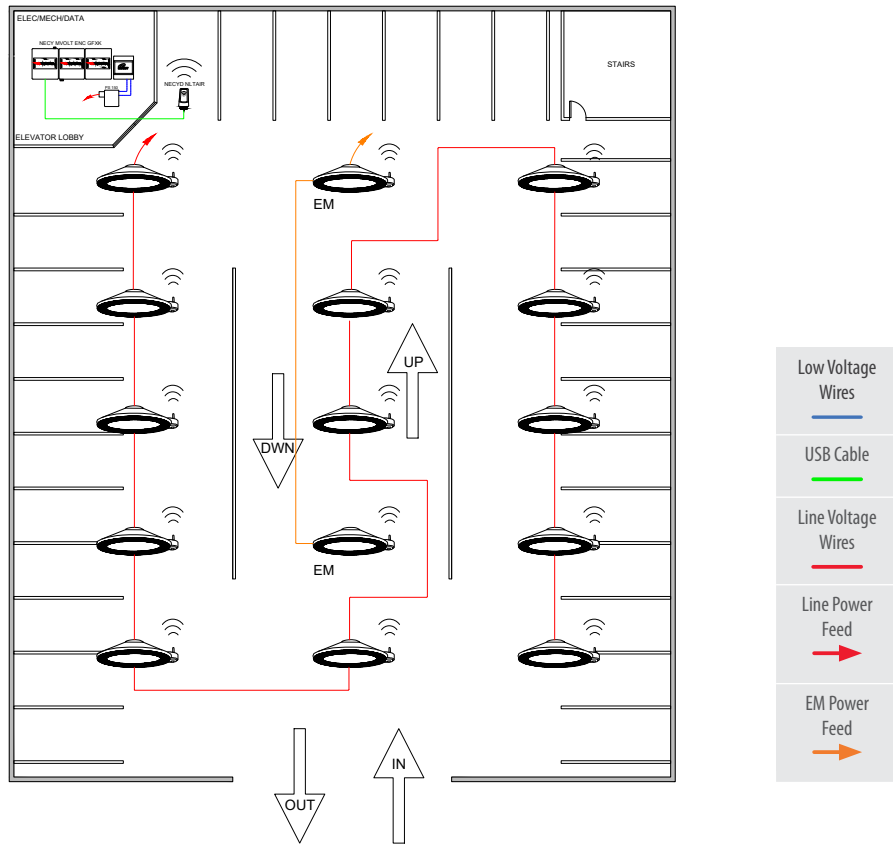 ELEC/MECH/DATA
NECY MVOLT ENC GFXK
NECYD NLTAIR
STAIRS
ELEVATOR LOBBY
EM
UP
DWN
EM
IN
OUT
Low Voltage
Wires
USB Cable
Line Voltage
Wires
Line Power
Feed
EM Power
Feed